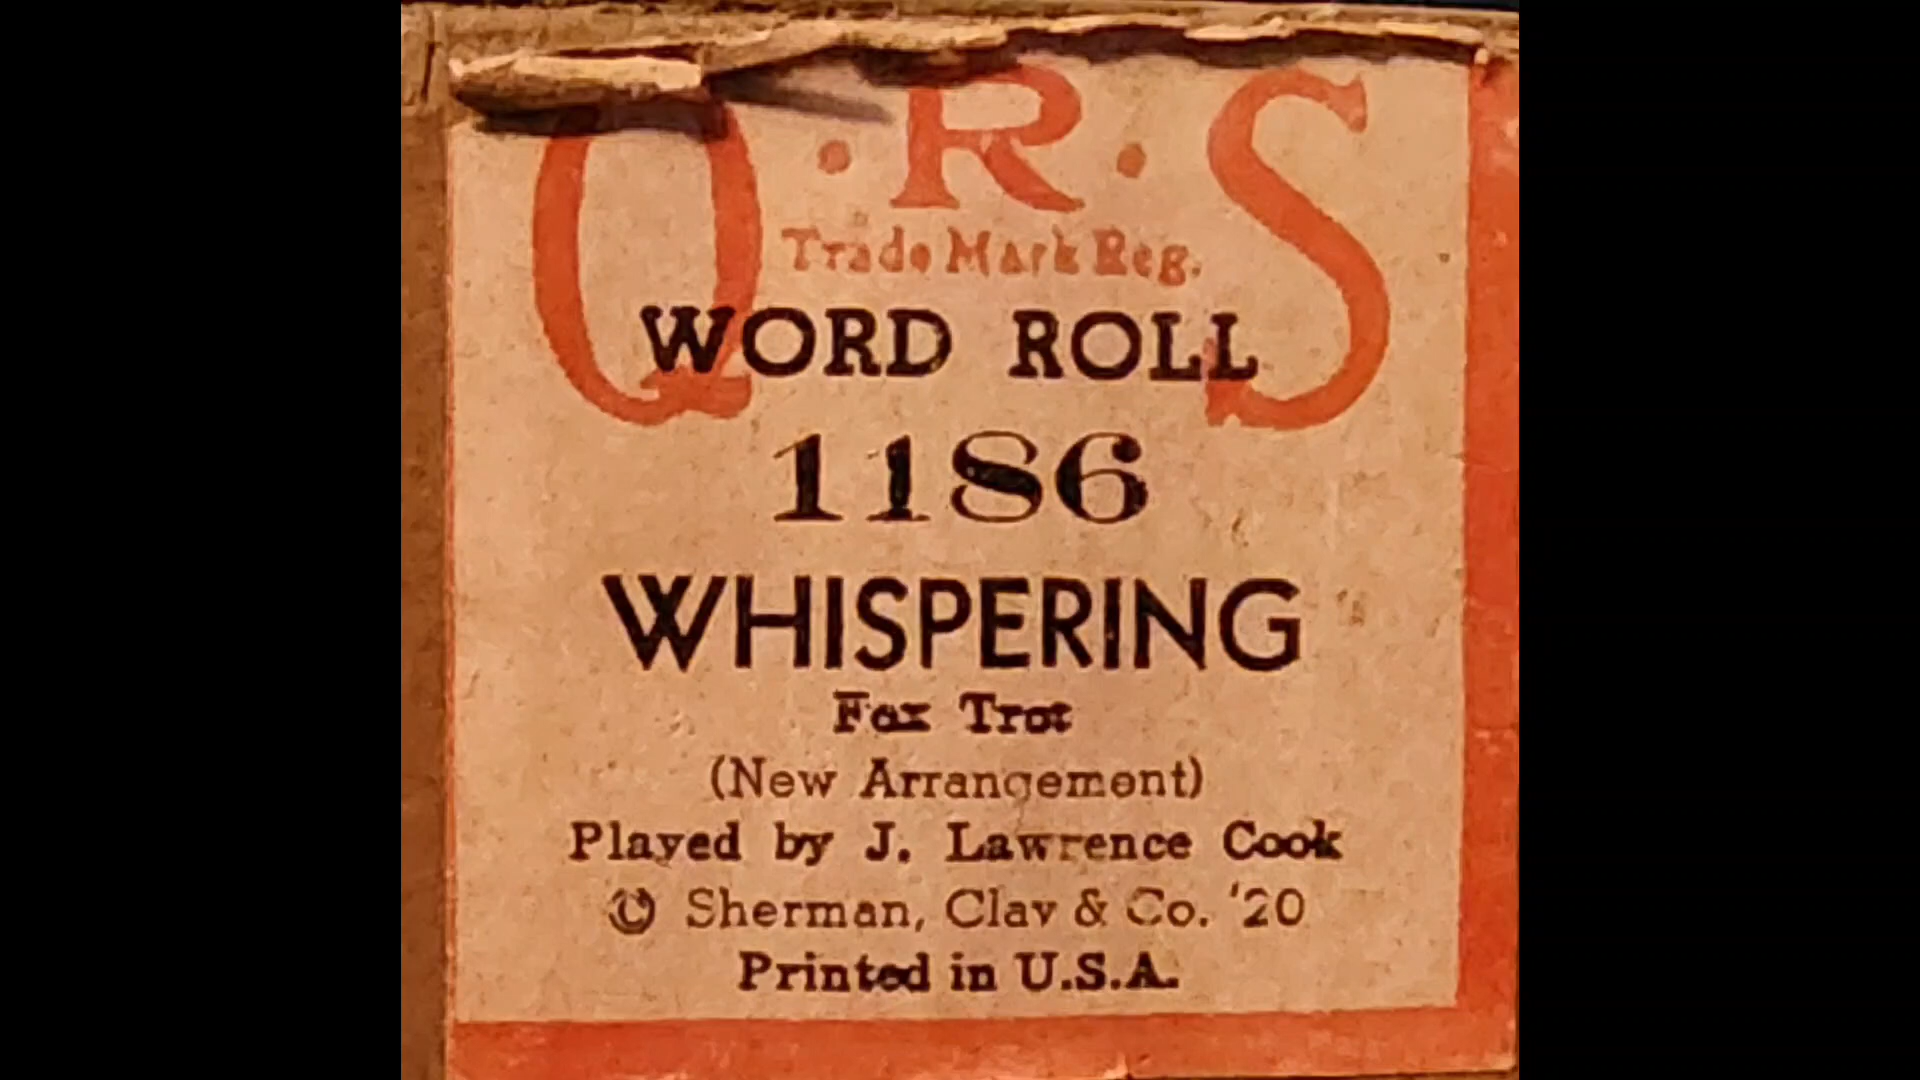 Q·R·S
Trade Mark Reg.
WORD ROLL
1186
WHISPERING
Fox Trot
(New Arrangement)
Played by J. Lawrence Cook
© Sherman, Clay & Co. '20
Printed in U.S.A.